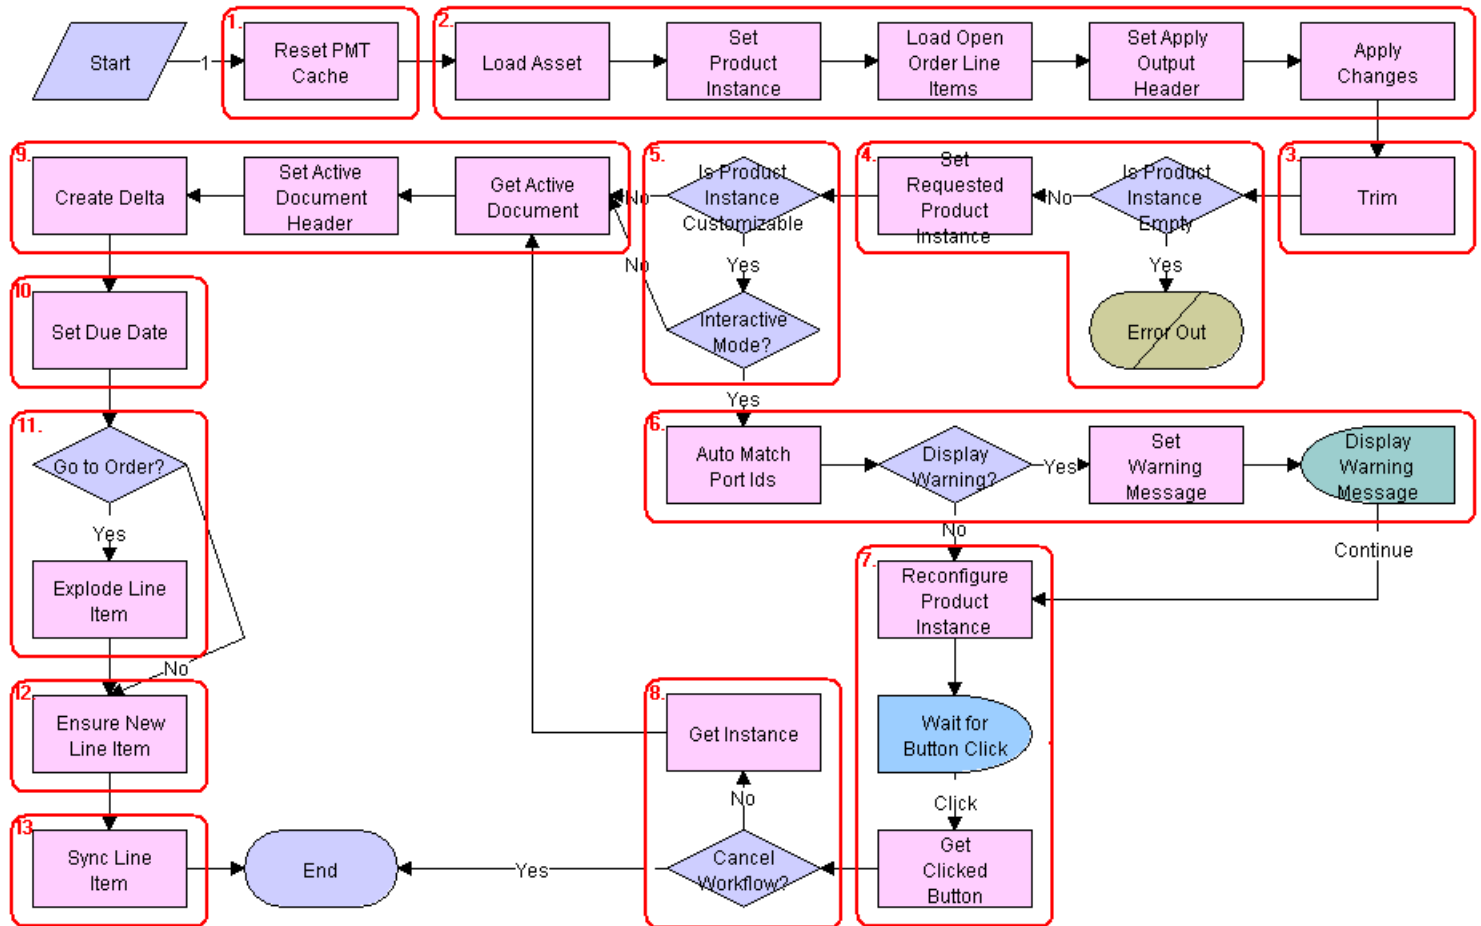 Start
1
1.
Reset PMT
Cache
2.
Load Asset
Set
Product
Instance
Load Open
Order Line
Items
Set Apply
Output
Header
Apply
Changes
3.
Trim
Is Product
Instance
Empty
No
Yes
Error Out
4.
Set
Requested
Product
Instance
5.
Is Product
Instance
Customizable
No
Yes
Interactive
Mode?
No
Yes
6.
Auto Match
Port Ids
Display
Warning?
Yes
Set
Warning
Message
Display
Warning
Message
No
Continue
7.
Reconfigure
Product
Instance
Wait for
Button Click
Click
Get
Clicked
Button
8.
Get Instance
No
Cancel
Workflow?
Yes
End
9.
Get Active
Document
Set Active
Document
Header
Create Delta
10
Set Due Date
11.
Go to Order?
Yes
Explode Line
Item
No
12.
Ensure New
Line Item
13
Sync Line
Item